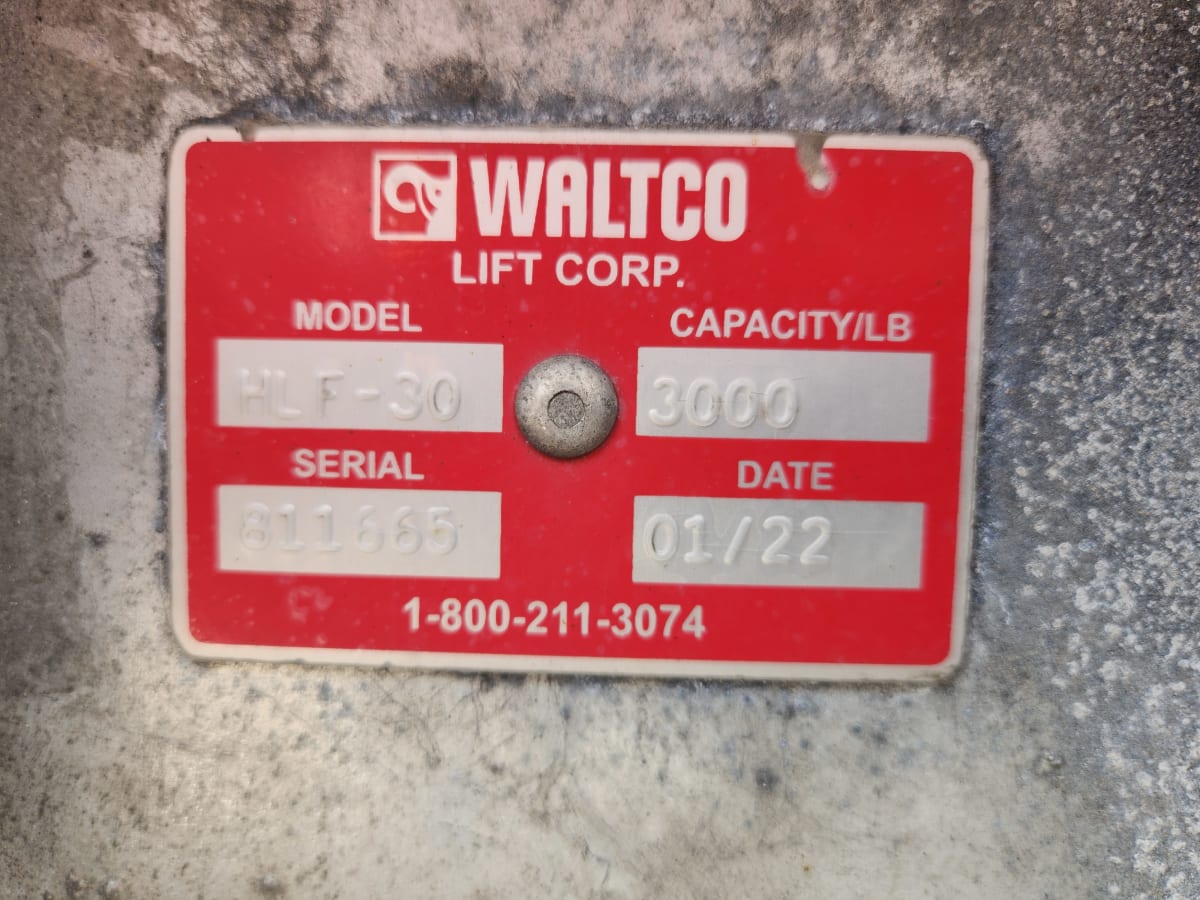 WALTCO
LIFT CORP.
MODEL CAPACITY/LB
HLF-30 3000
SERIAL DATE
811665 01/22
1-800-211-3074